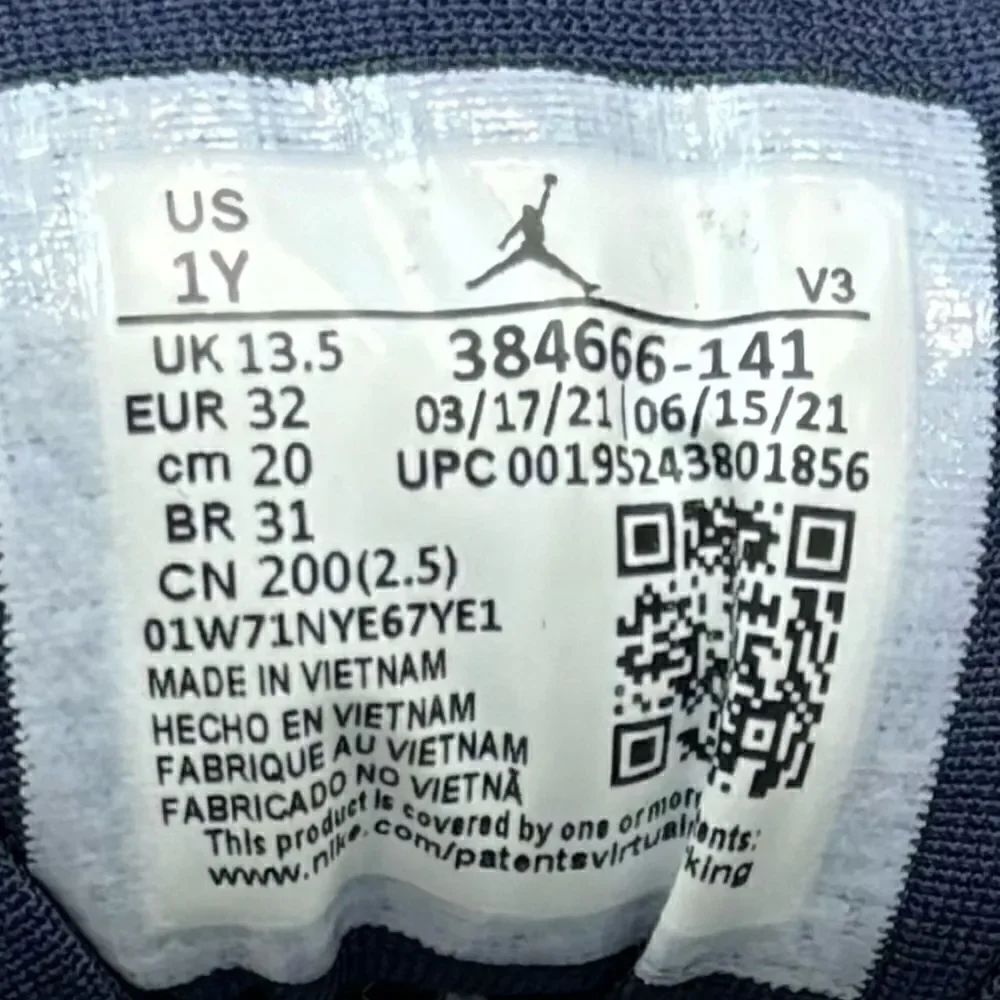 US
1Y
V3
UK 13.5
384666-141
EUR 32
03/17/21|06/15/21
cm 20
UPC 00195243801856
BR 31
CN 200(2.5)
01W71NYE67YE1
MADE IN VIETNAM
HECHO EN VIETNAM
FABRIQUE AU VIETNAM
FABRICADO NO VIETNÃ
This product is covered by one or more
www.nike.com/patentsvirtual